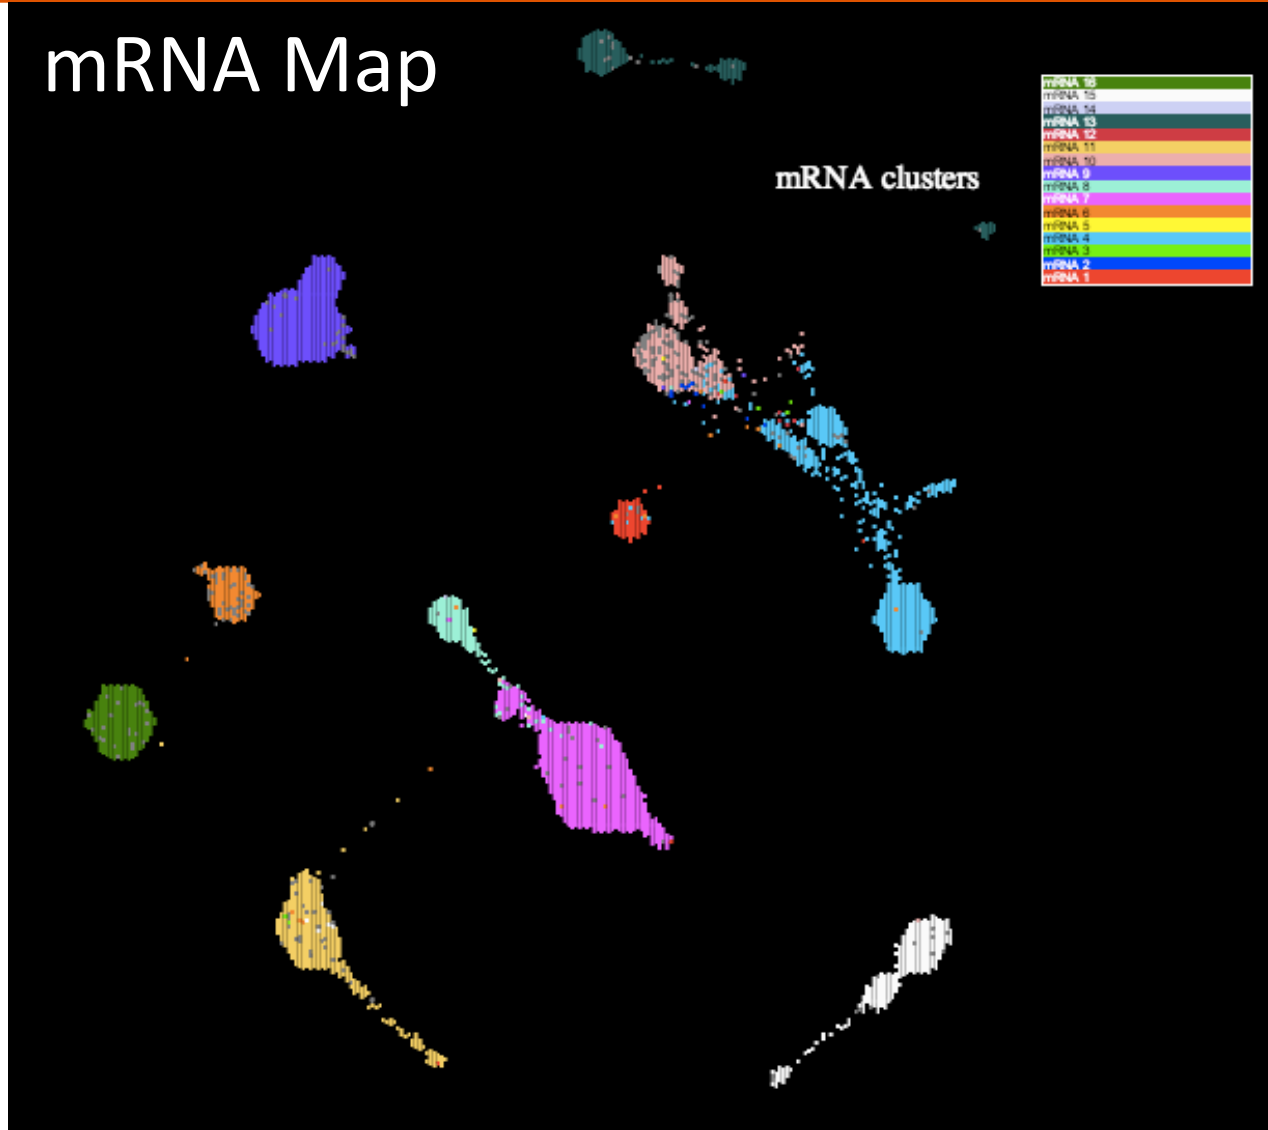 mRNA Map
mRNA clusters
mRNA 16
mRNA 15
mRNA 14
mRNA 13
mRNA 12
mRNA 11
mRNA 10
mRNA 9
mRNA 8
mRNA 7
mRNA 6
mRNA 5
mRNA 4
mRNA 3
mRNA 2
mRNA 1